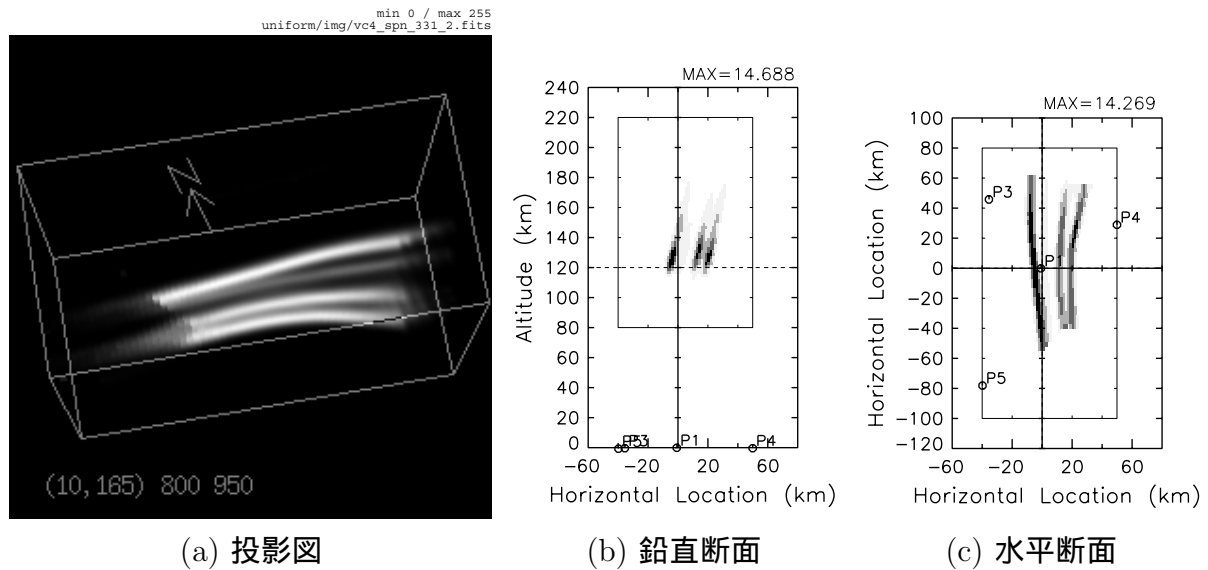 min 0 / max 255
uniform/img/vc4_spn_331_2.fits
N
(10,165) 800 950
(a) 投影図
MAX=14.688
240
220
200
180
160
140
120
100
80
60
40
20
0
Altitude (km)
P3
P1
P4
-60 -20 20 60
Horizontal Location (km)
(b) 鉛直断面
MAX=14.269
100
80
60
40
20
0
-20
-40
-60
-80
-100
-120
Horizontal Location (km)
P3
P4
P1
P5
-60 -20 20 60
Horizontal Location (km)
(c) 水平断面